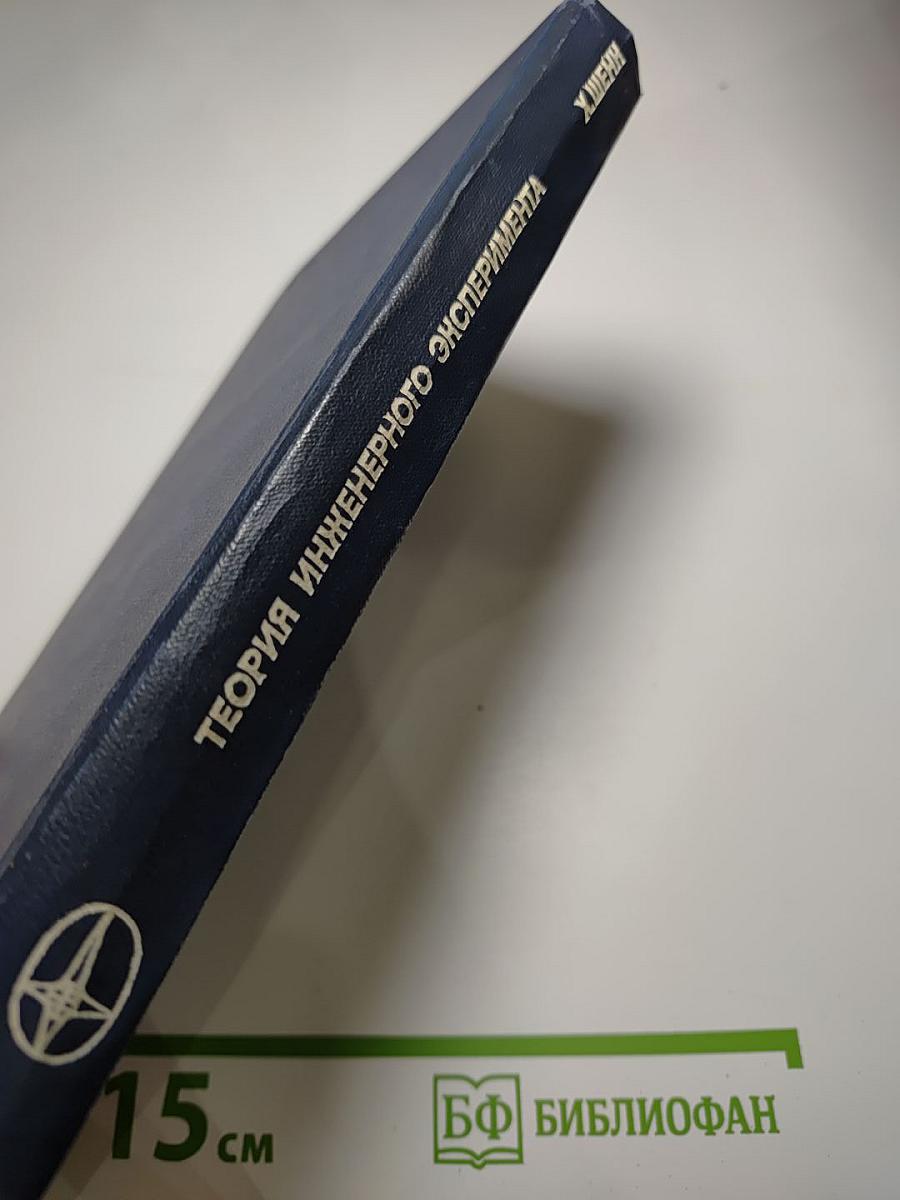 Х.ШЕНК
ТЕОРИЯ ИНЖЕНЕРНОГО ЭКСПЕРИМЕНТА
15 см
БФ БИБЛИОФАН